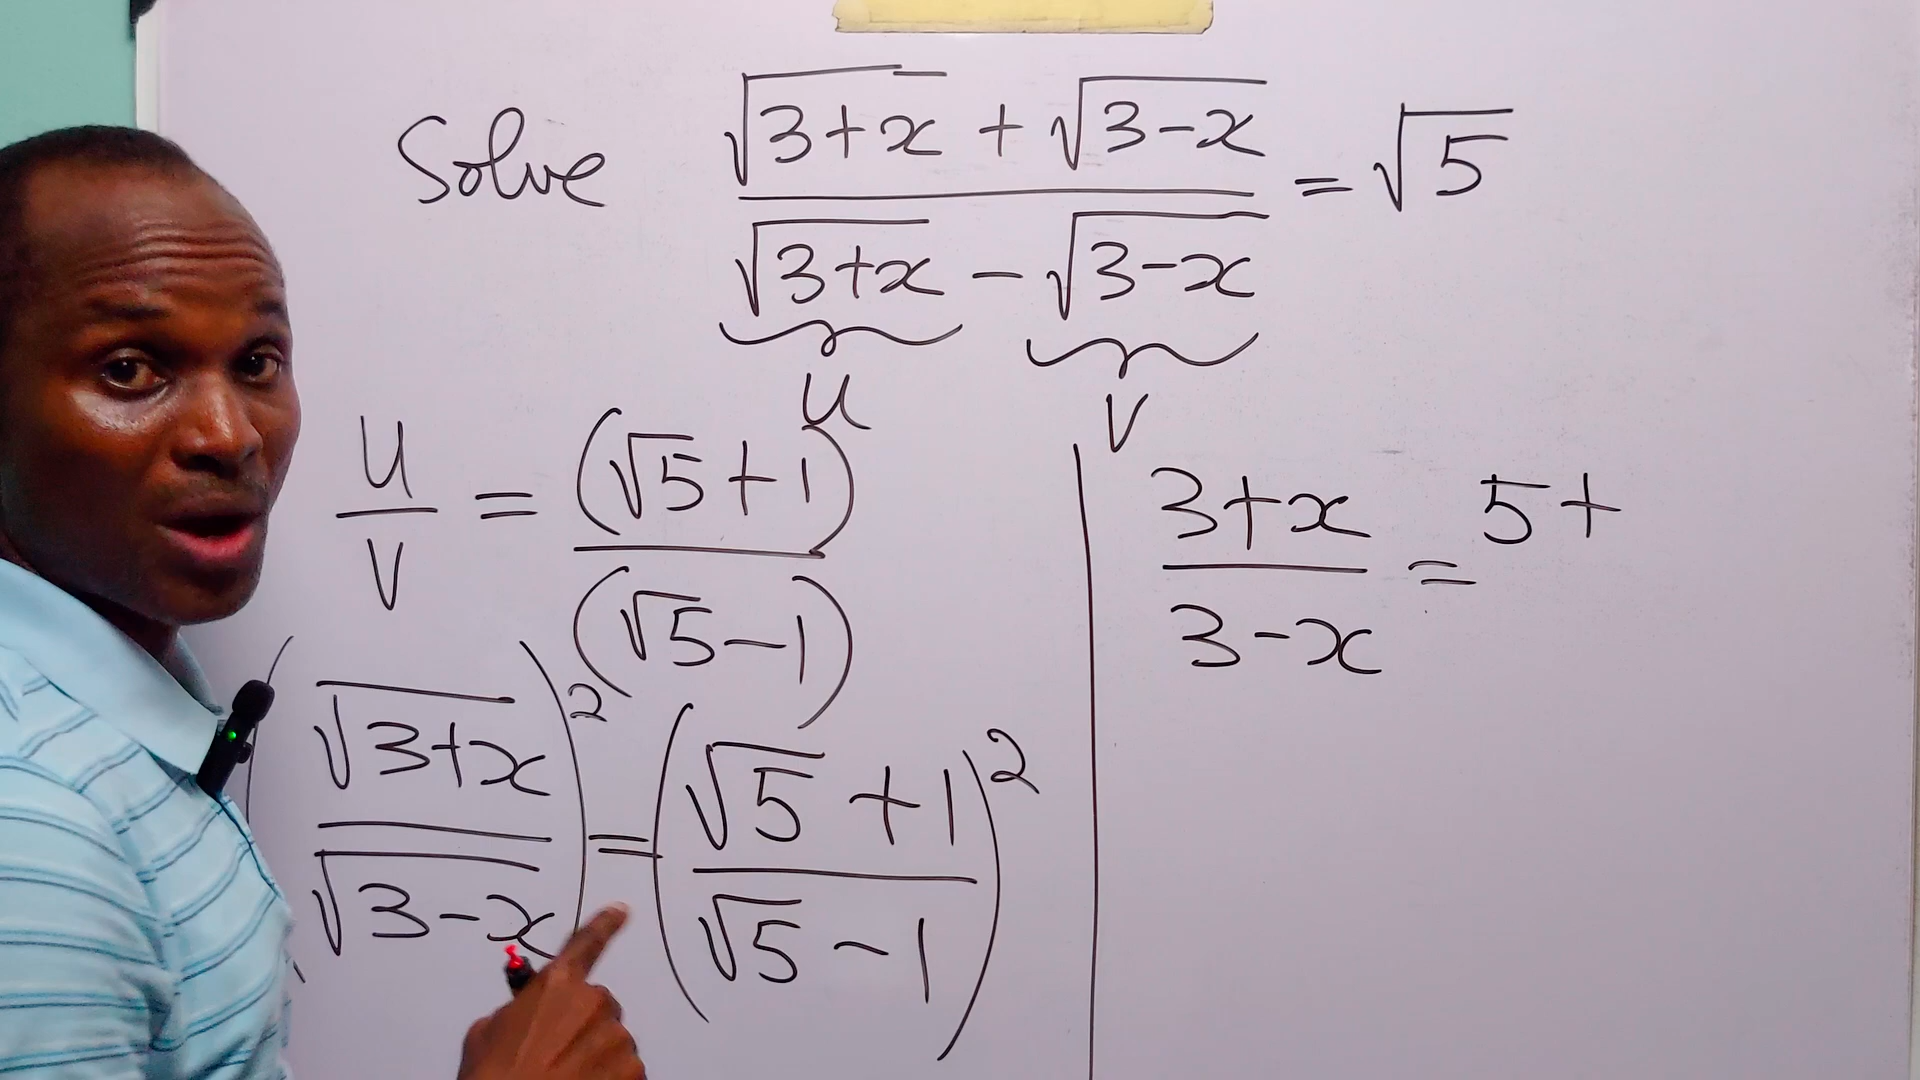 Solve (√(3+x) + √(3-x)) / (√(3+x) - √(3-x)) = √5
u v
u/v = (√5+1)/(√5-1)
(√(3+x)/√(3-x))² = ((√5+1)/(√5-1))²
(3+x)/(3-x) = 5+